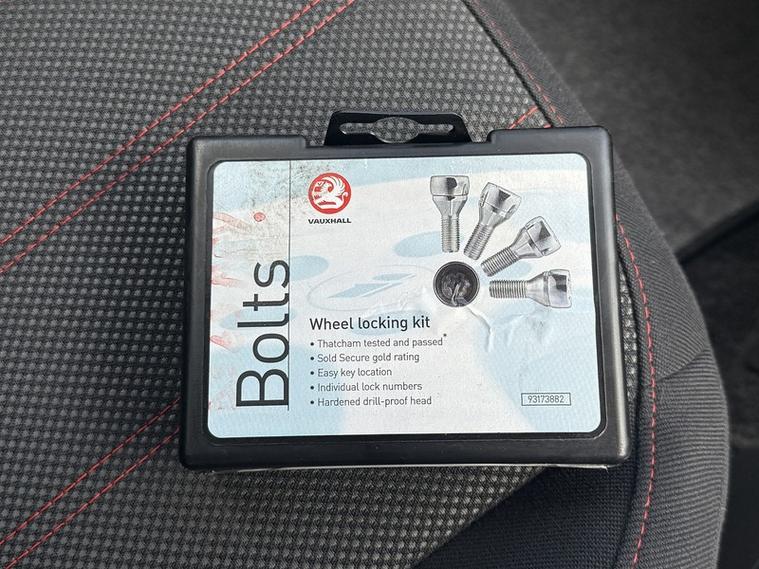 VAUXHALL
Bolts
Wheel locking kit
• Thatcham tested and passed*
• Sold Secure gold rating
• Easy key location
• Individual lock numbers
• Hardened drill-proof head
93173882